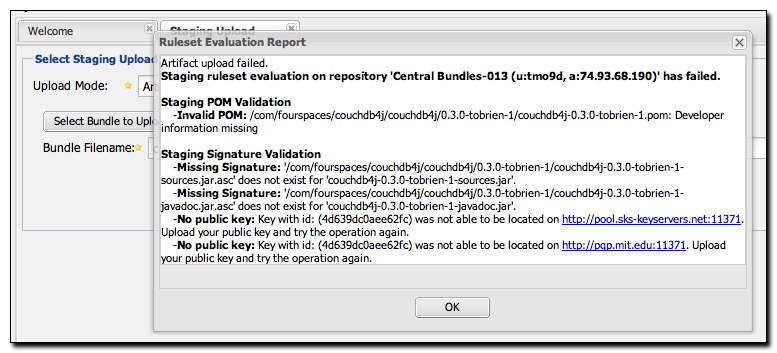 Welcome
Staging Upload
Ruleset Evaluation Report
Select Staging Upload
Artifact upload failed.
Staging ruleset evaluation on repository 'Central Bundles-013 (u:tmo9d, a:74.93.68.190)' has failed.
Upload Mode:
Staging POM Validation
-Invalid POM: /com/fourspaces/couchdb4j/couchdb4j/0.3.0-tobrien-1/couchdb4j-0.3.0-tobrien-1.pom: Developer
information missing
Select Bundle to Uplo
Bundle Filename:
Staging Signature Validation
-Missing Signature: '/com/fourspaces/couchdb4j/couchdb4j/0.3.0-tobrien-1/couchdb4j-0.3.0-tobrien-1-
sources.jar.asc' does not exist for 'couchdb4j-0.3.0-tobrien-1-sources.jar'.
-Missing Signature: '/com/fourspaces/couchdb4j/couchdb4j/0.3.0-tobrien-1/couchdb4j-0.3.0-tobrien-1-
javadoc.jar.asc' does not exist for 'couchdb4j-0.3.0-tobrien-1-javadoc.jar'.
-No public key: Key with id: (4d639dc0aee62fc) was not able to be located on http://pool.sks-keyservers.net:11371.
Upload your public key and try the operation again.
-No public key: Key with id: (4d639dc0aee62fc) was not able to be located on http://pgp.mit.edu:11371. Upload
your public key and try the operation again.
OK